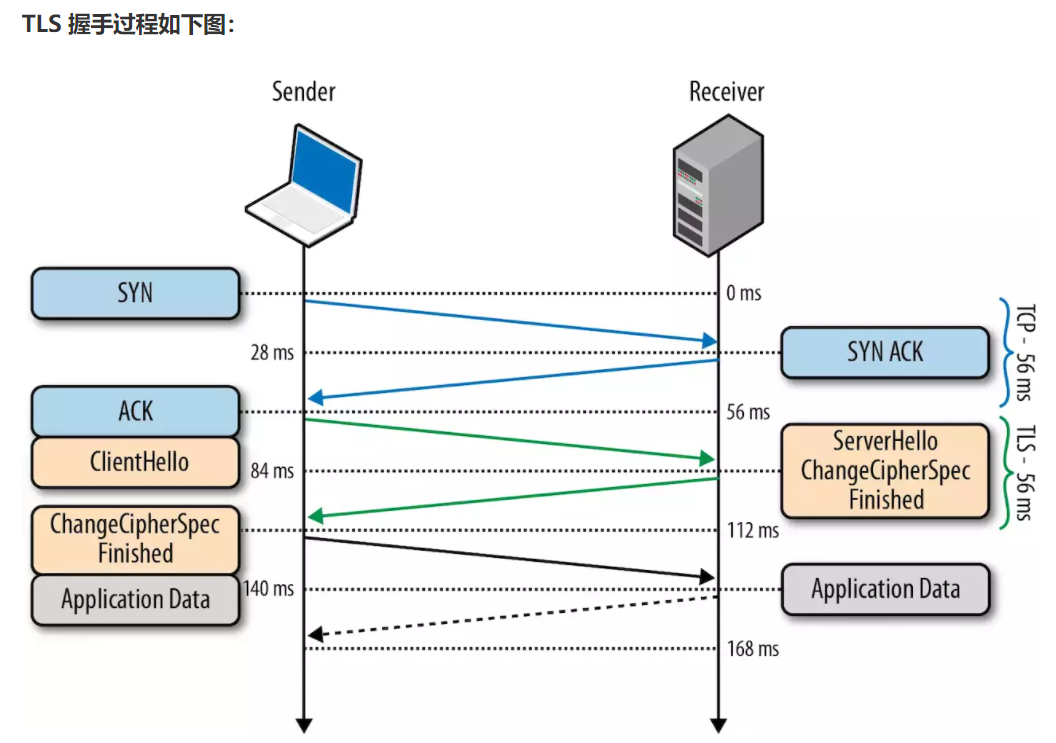 TLS 握手过程如下图:
Sender
Receiver
SYN
0 ms
28 ms
SYN ACK
TCP - 56 ms
ACK
56 ms
ClientHello
84 ms
ServerHello
ChangeCipherSpec
Finished
TLS - 56 ms
ChangeCipherSpec
Finished
112 ms
Application Data
140 ms
Application Data
168 ms